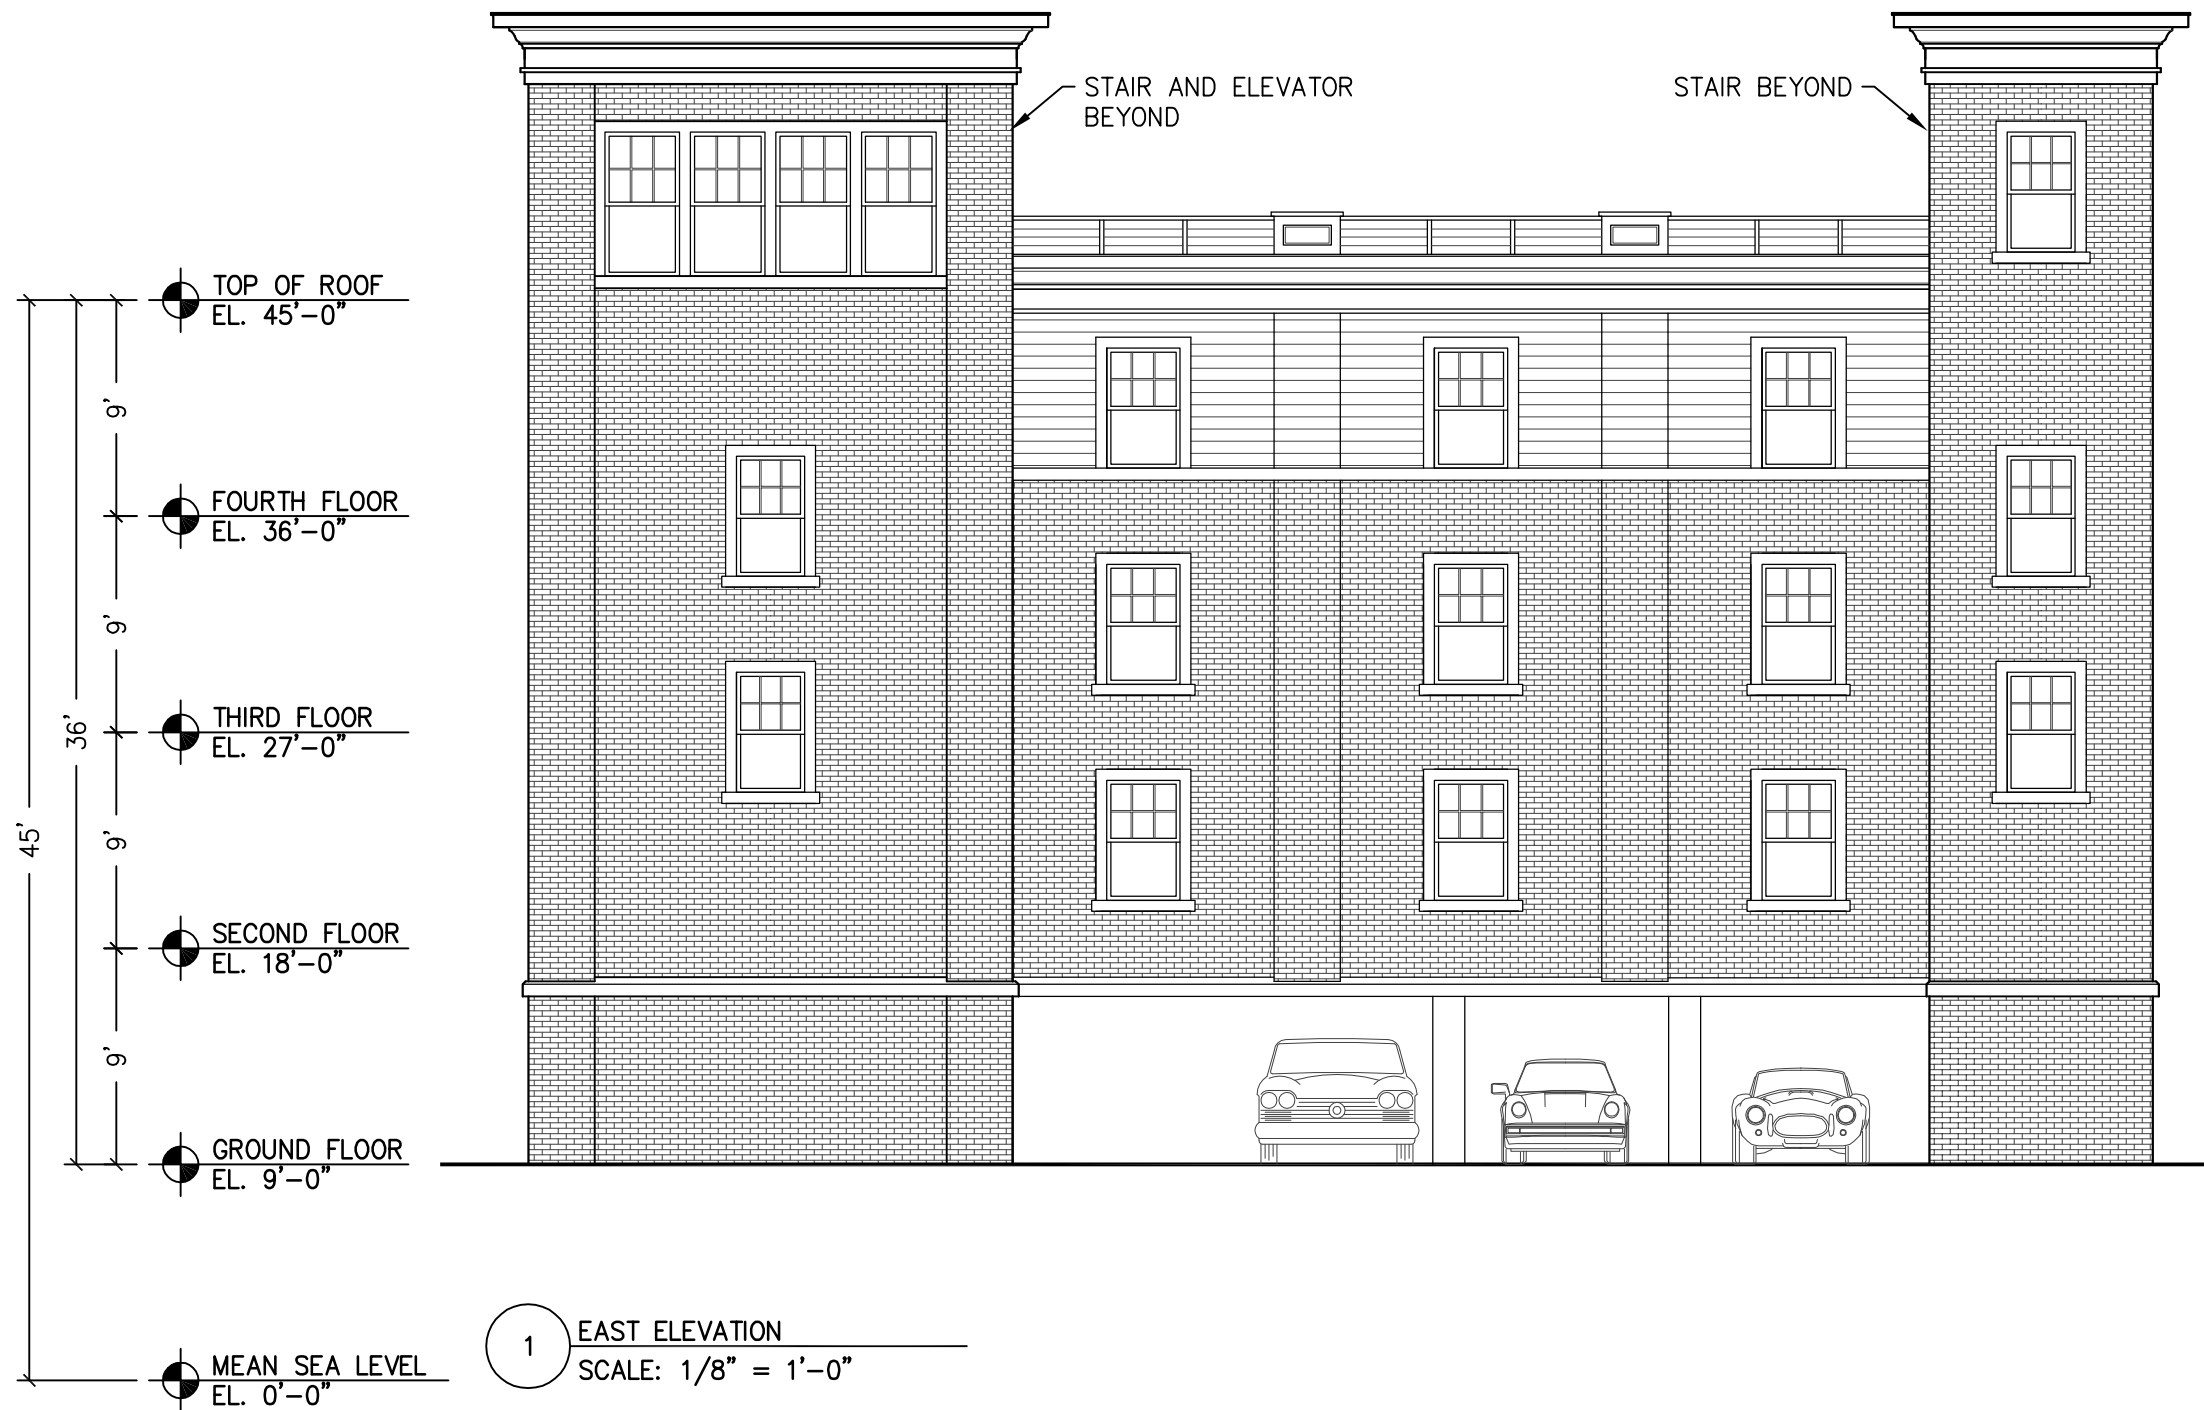 STAIR AND ELEVATOR
BEYOND
STAIR BEYOND
TOP OF ROOF
EL. 45'-0"
9'
FOURTH FLOOR
EL. 36'-0"
9'
THIRD FLOOR
EL. 27'-0"
36'
9'
45'
SECOND FLOOR
EL. 18'-0"
9'
GROUND FLOOR
EL. 9'-0"
1
EAST ELEVATION
SCALE: 1/8" = 1'-0"
MEAN SEA LEVEL
EL. 0'-0"